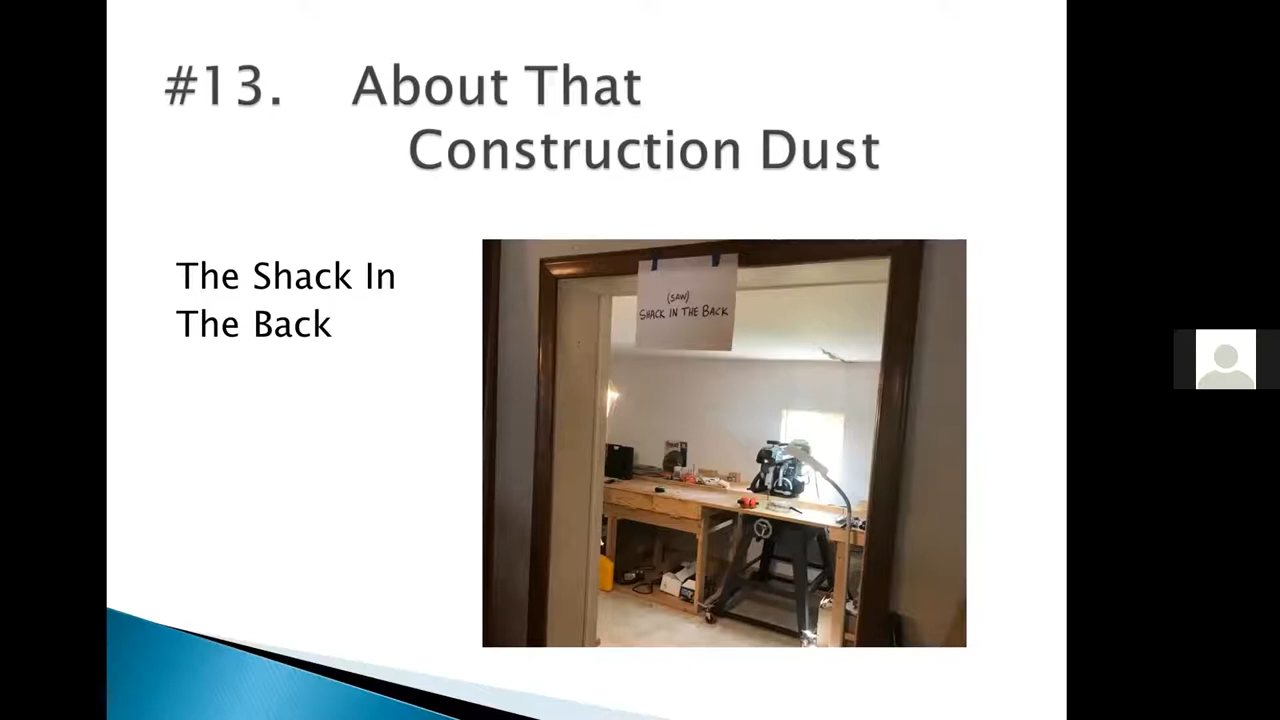 #13. About That
Construction Dust
The Shack In
The Back
(SAW)
SHACK IN THE BACK